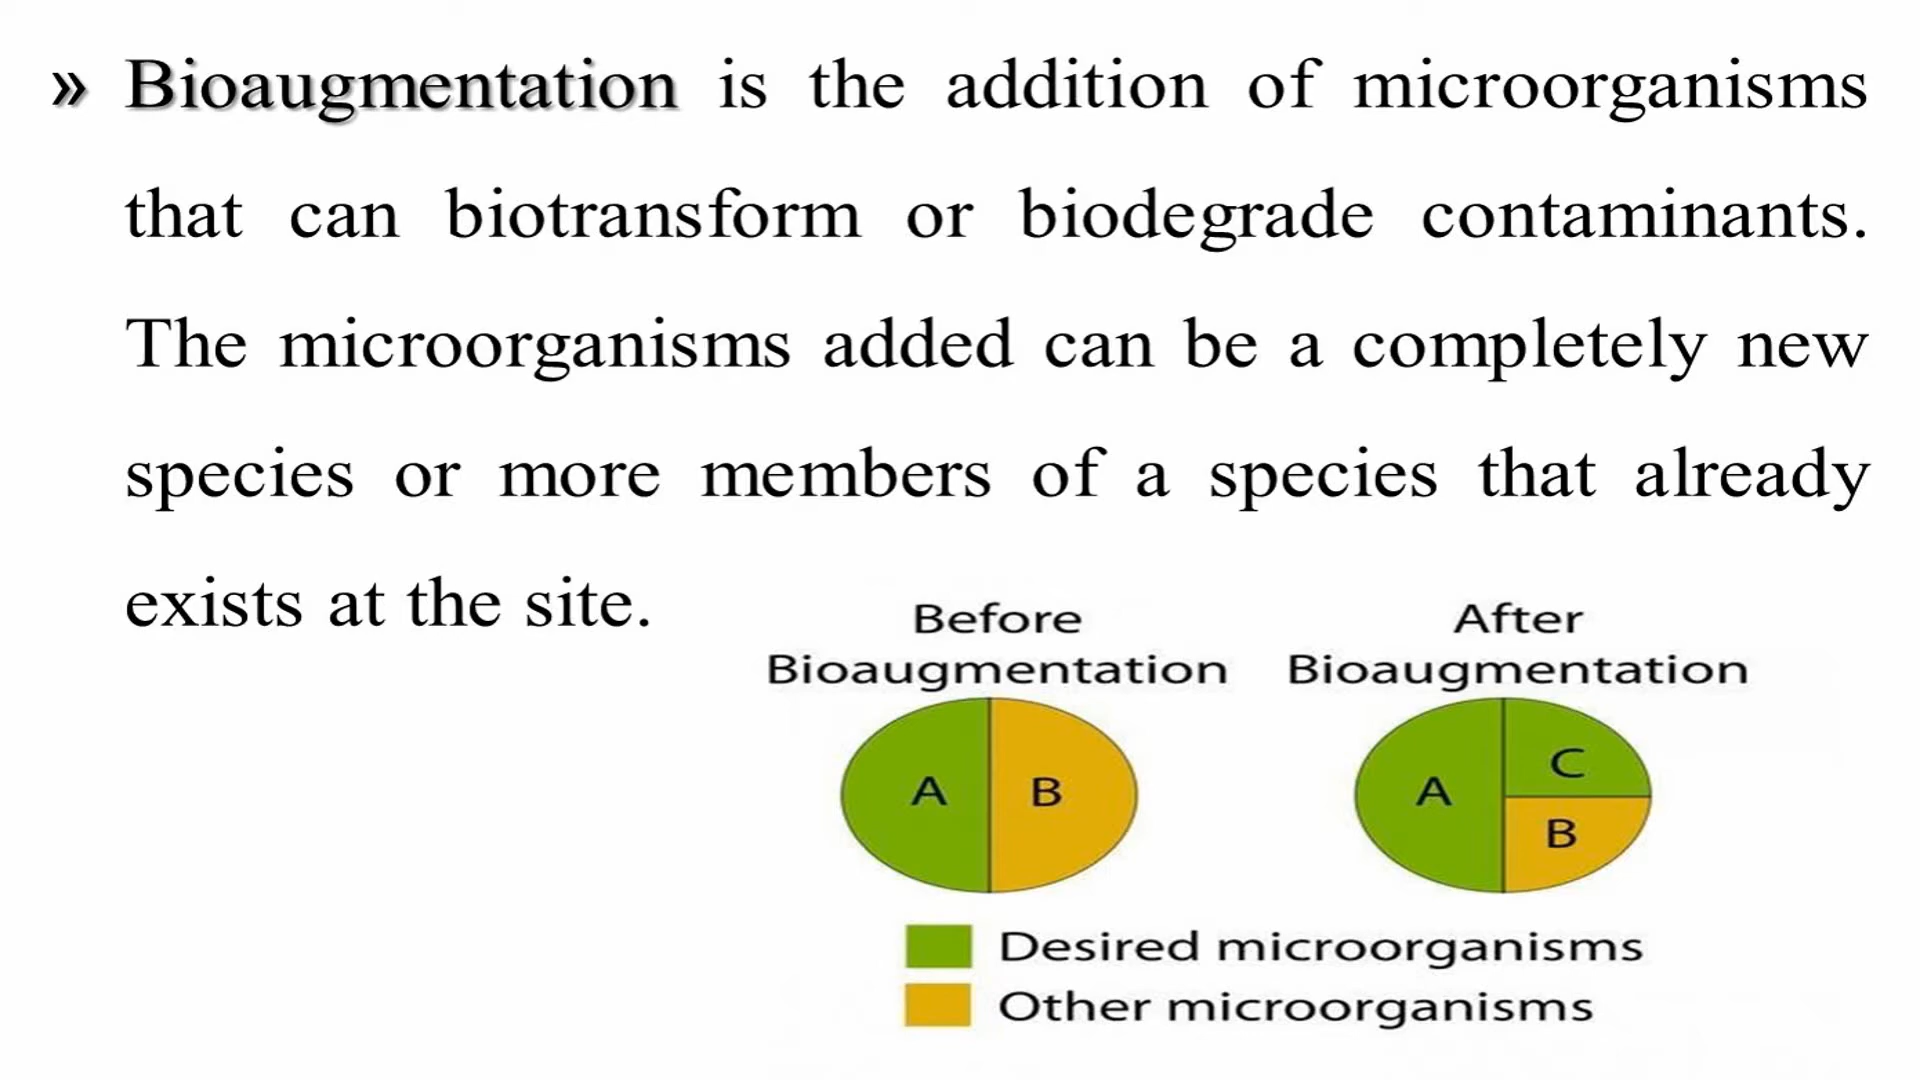 » Bioaugmentation is the addition of microorganisms
that can biotransform or biodegrade contaminants.
The microorganisms added can be a completely new
species or more members of a species that already
exists at the site.
Before
Bioaugmentation
After
Bioaugmentation
A
B
A
C
B
Desired microorganisms
Other microorganisms